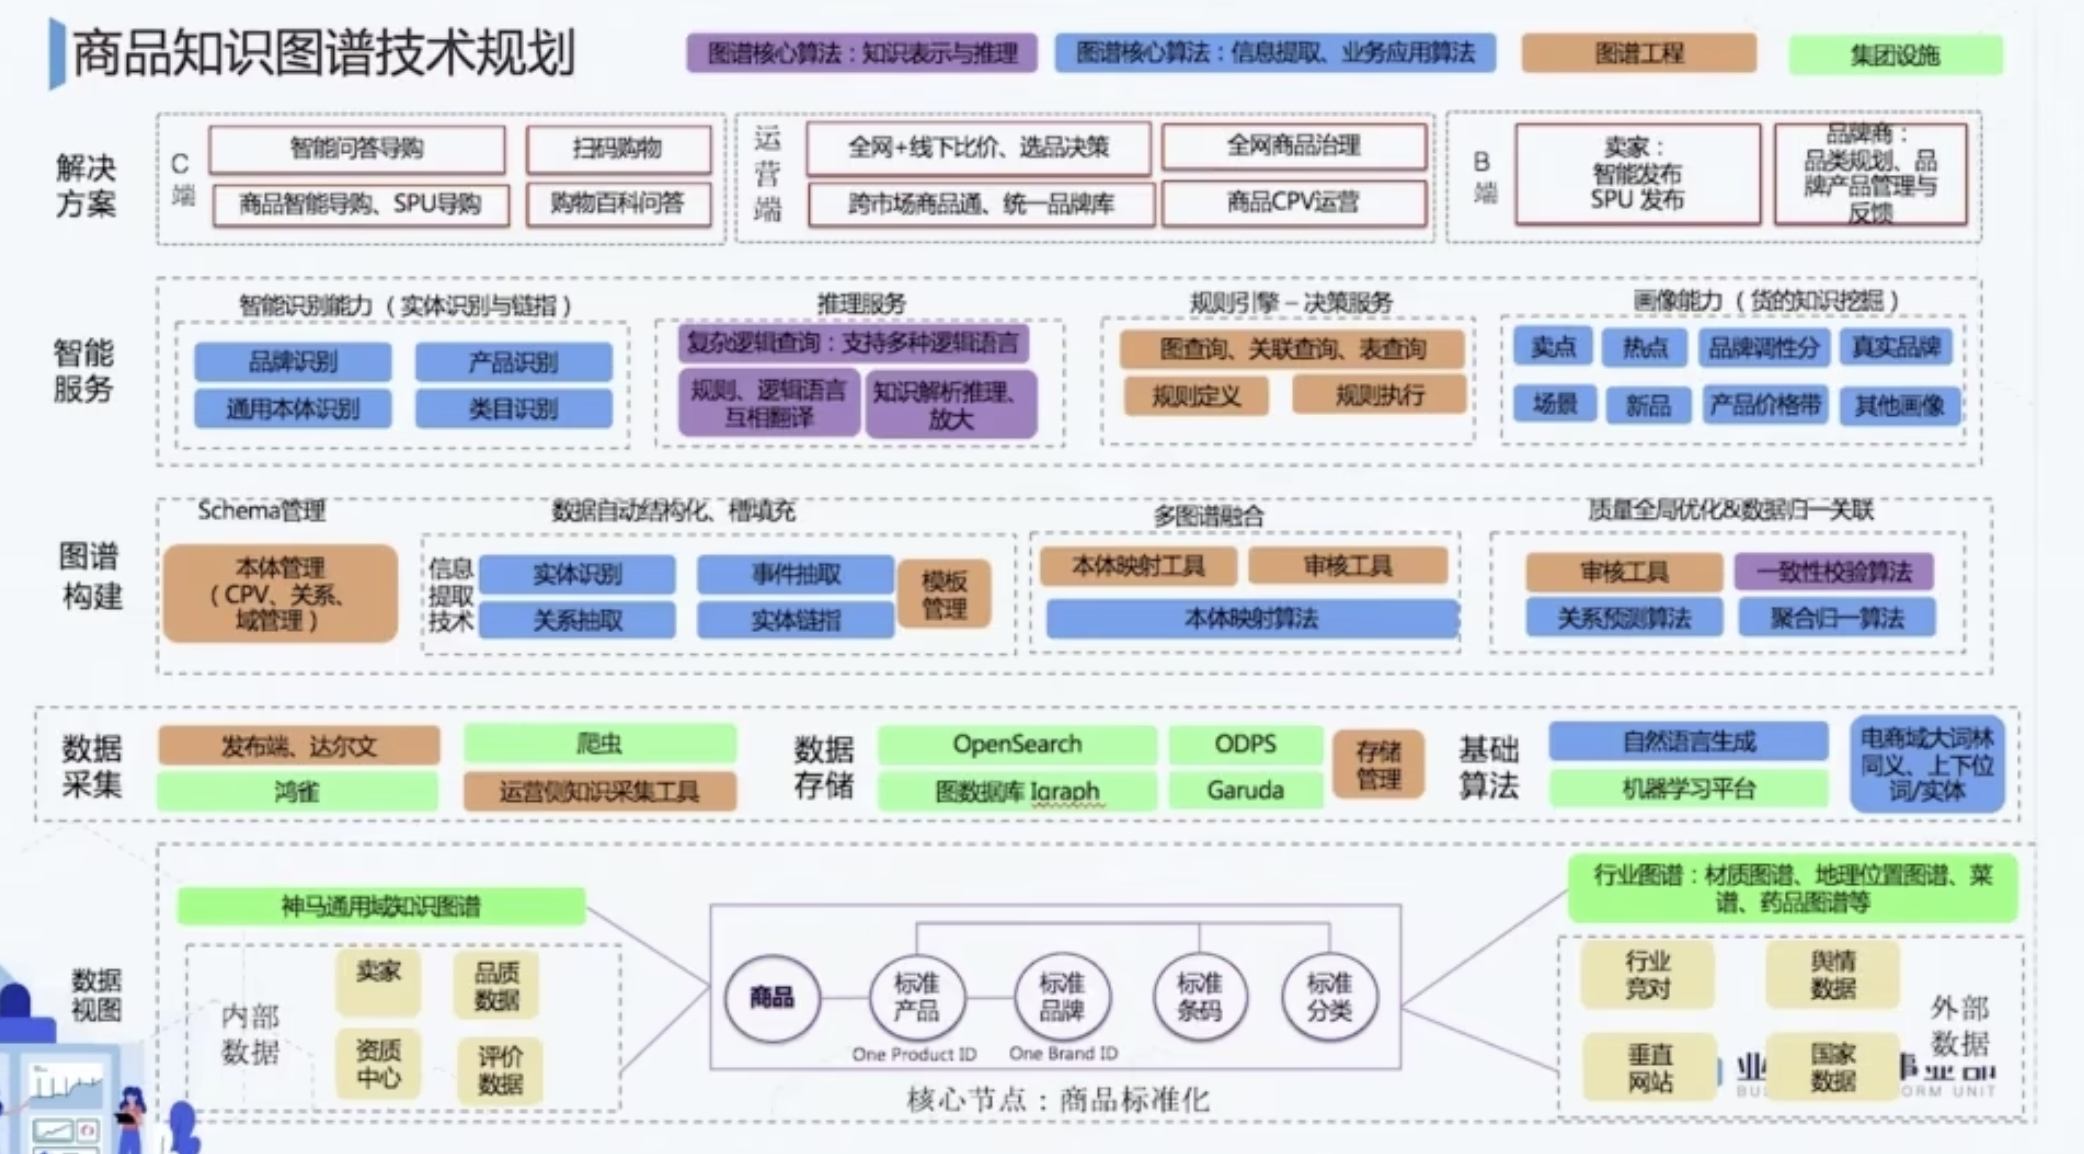 商品知识图谱技术规划
图谱核心算法：知识表示与推理
图谱核心算法：信息提取、业务应用算法
图谱工程
集团设施
解决
方案
C
端
智能问答导购
扫码购物
商品智能导购、SPU导购
购物百科问答
运
营
端
全网+线下比价、选品决策
全网商品治理
跨市场商品通、统一品牌库
商品CPV运营
B
端
卖家：
智能发布
SPU 发布
品牌商：
品类规划、品
牌产品管理与
反馈
智能
服务
智能识别能力（实体识别与链指）
品牌识别
产品识别
通用本体识别
类目识别
推理服务
复杂逻辑查询：支持多种逻辑语言
规则、逻辑语言
互相翻译
知识解析推理、
放大
规则引擎 – 决策服务
图查询、关联查询、表查询
规则定义
规则执行
画像能力（货的知识挖掘）
卖点
热点
品牌调性分
真实品牌
场景
新品
产品价格带
其他画像
图谱
构建
Schema管理
本体管理
（CPV、关系、
域管理）
数据自动结构化、槽填充
信息
提取
技术
实体识别
事件抽取
关系抽取
实体链指
模板
管理
多图谱融合
本体映射工具
审核工具
本体映射算法
质量全局优化&数据归一关联
审核工具
一致性校验算法
关系预测算法
聚合归一算法
数据
采集
发布端、达尔文
爬虫
鸿雀
运营侧知识采集工具
数据
存储
OpenSearch
ODPS
图数据库 Igraph
Garuda
存储
管理
基础
算法
自然语言生成
机器学习平台
电商域大词林
同义、上下位
词/实体
数据
视图
神马通用域知识图谱
内部
数据
卖家
品质
数据
资质
中心
评价
数据
商品
标准
产品
标准
品牌
标准
条码
标准
分类
One Product ID
One Brand ID
核心节点：商品标准化
行业图谱：材质图谱、地理位置图谱、菜
谱、药品图谱等
行业
竞对
舆情
数据
垂直
网站
国家
数据
外部
数据